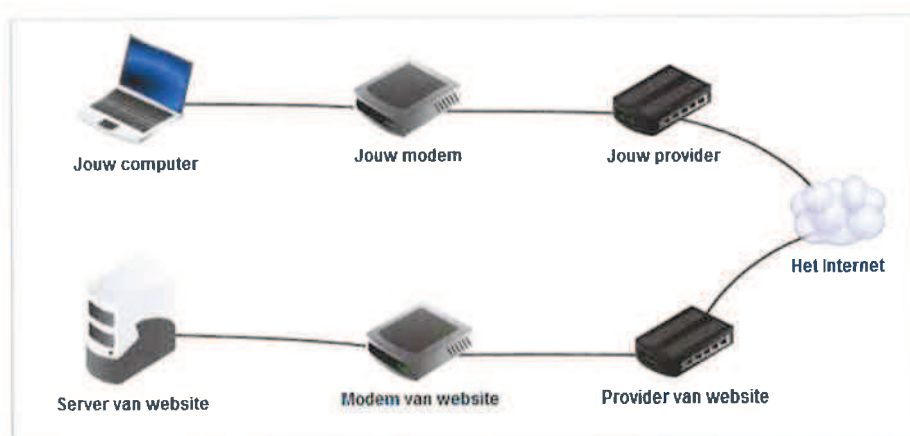 Jouw computer
Jouw modem
Jouw provider
Het Internet
Server van website
Modem van website
Provider van website